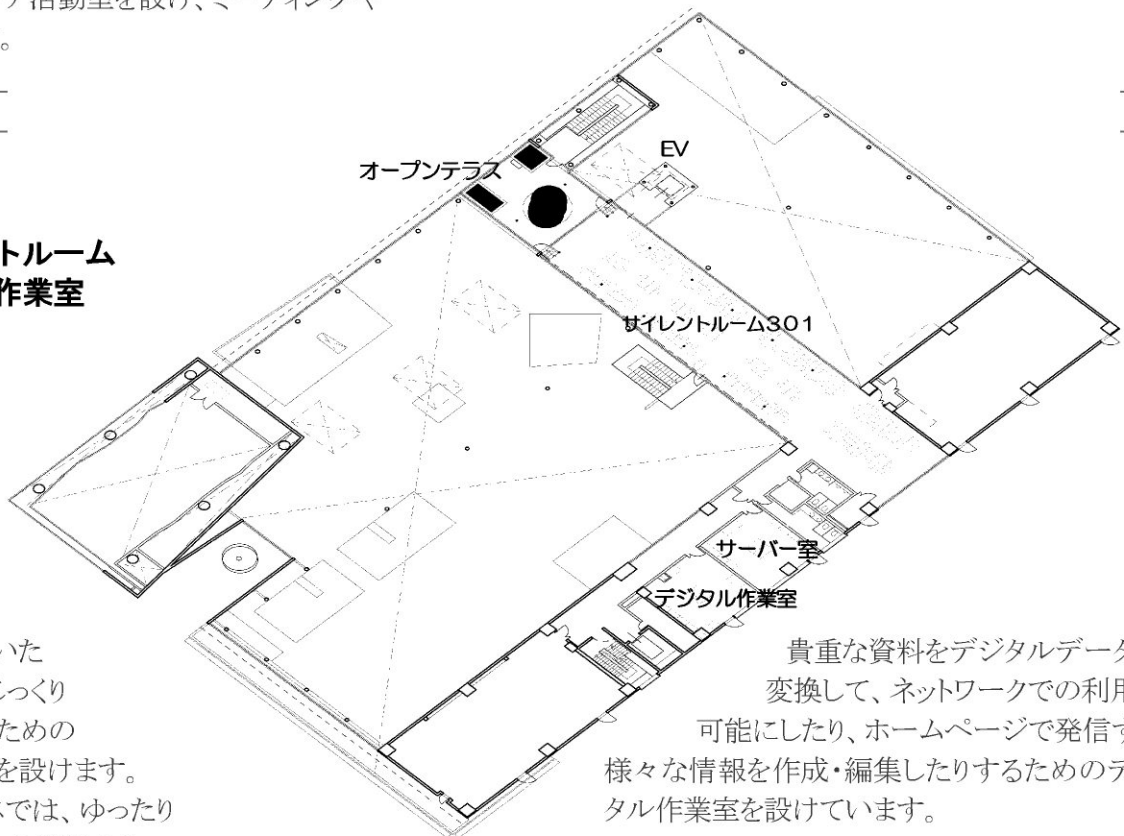 活動室を設け、ミーティングや
。
オープンテラス
EV
トルーム
作業室
サイレントルーム301
サーバー室
デジタル作業室
いた
じっくり
ための
を設けます。
では、ゆったり
貴重な資料をデジタルデータ
変換して、ネットワークでの利用
可能にしたり、ホームページで発信す
様々な情報を作成・編集したりするためのデ
タル作業室を設けています。